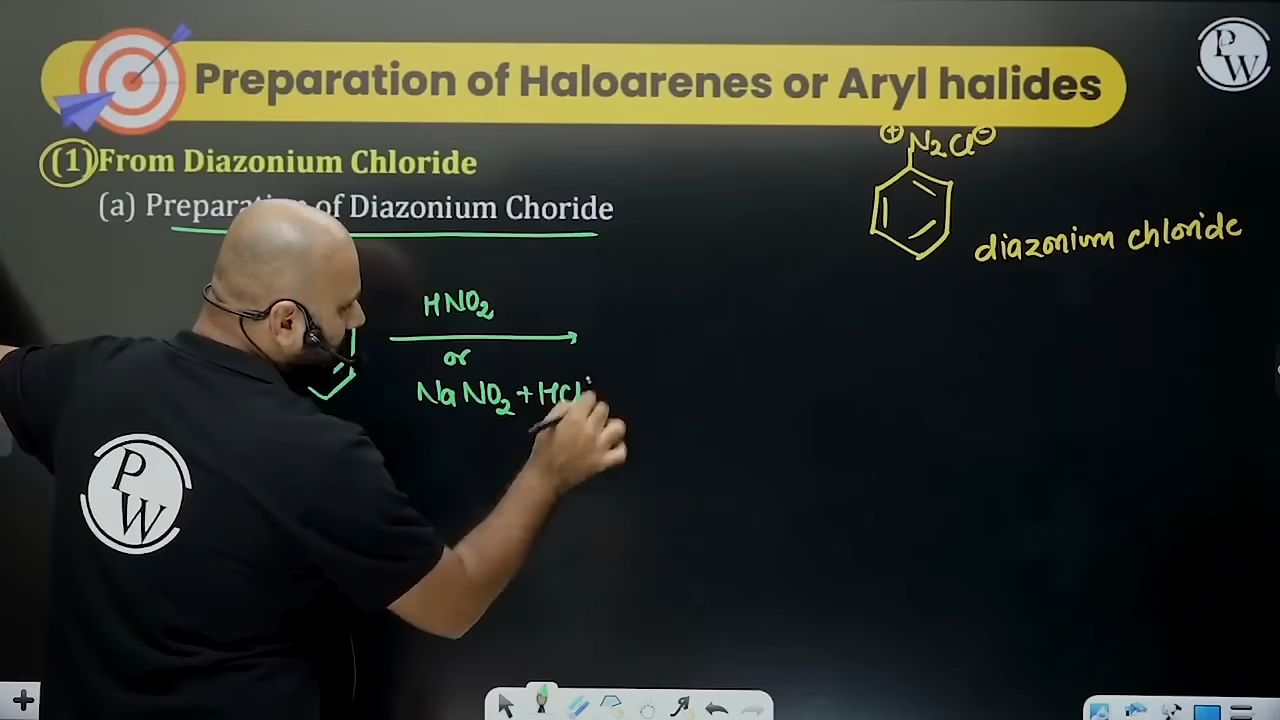 Preparation of Haloarenes or Aryl halides
PW
(1) From Diazonium Chloride
⊕N2Cl⊖
(a) Prepara of Diazonium Choride
diazonium chloride
HNO2
or
NaNO2 + HCl
PW